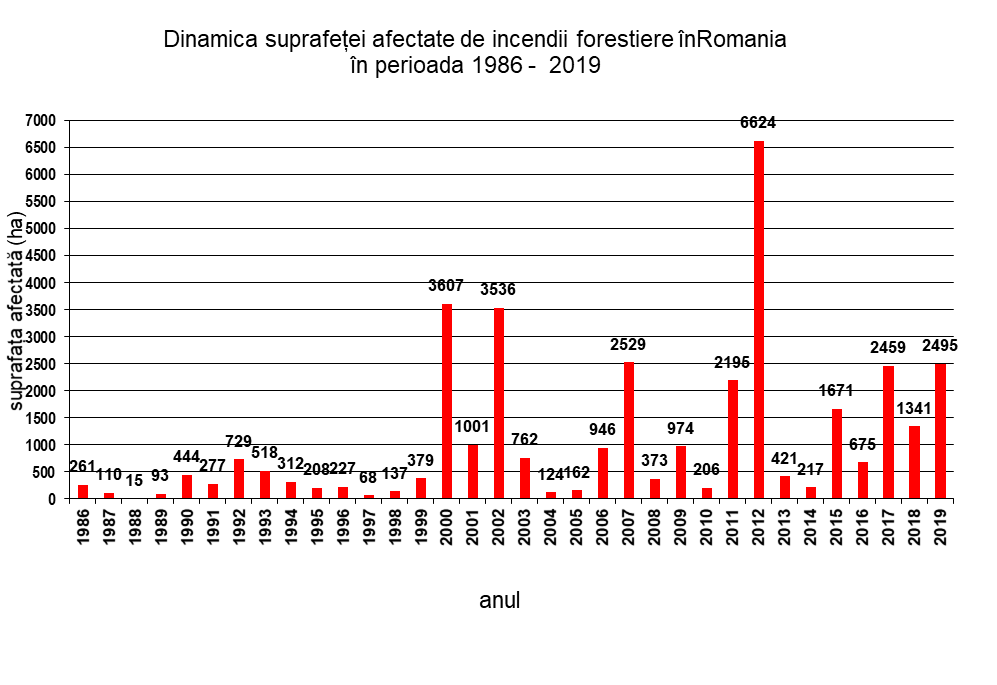 Dinamica suprafeței afectate de incendii forestiere înRomania
în perioada 1986 - 2019
suprafața afectată (ha)
7000
6500
6000
5500
5000
4500
4000
3500
3000
2500
2000
1500
1000
500
0
261 110 15 93 444 277 729 518 312 208 227 68 137 379 3607 1001 3536 762 124 162 946 2529 373 974 206 2195 6624 421 217 1671 675 2459 1341 2495
1986 1987 1988 1989 1990 1991 1992 1993 1994 1995 1996 1997 1998 1999 2000 2001 2002 2003 2004 2005 2006 2007 2008 2009 2010 2011 2012 2013 2014 2015 2016 2017 2018 2019
anul